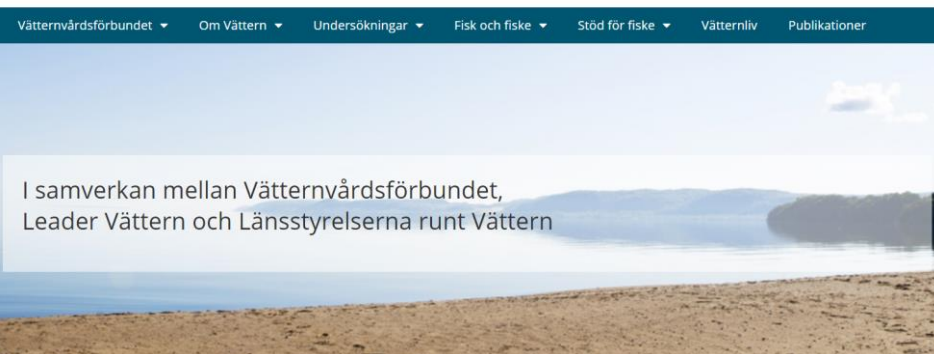 Vätternvårdsförbundet Om Vättern Undersökningar Fisk och fiske Stöd för fiske Vätternliv Publikationer
I samverkan mellan Vätternvårdsförbundet,
Leader Vättern och Länsstyrelserna runt Vättern